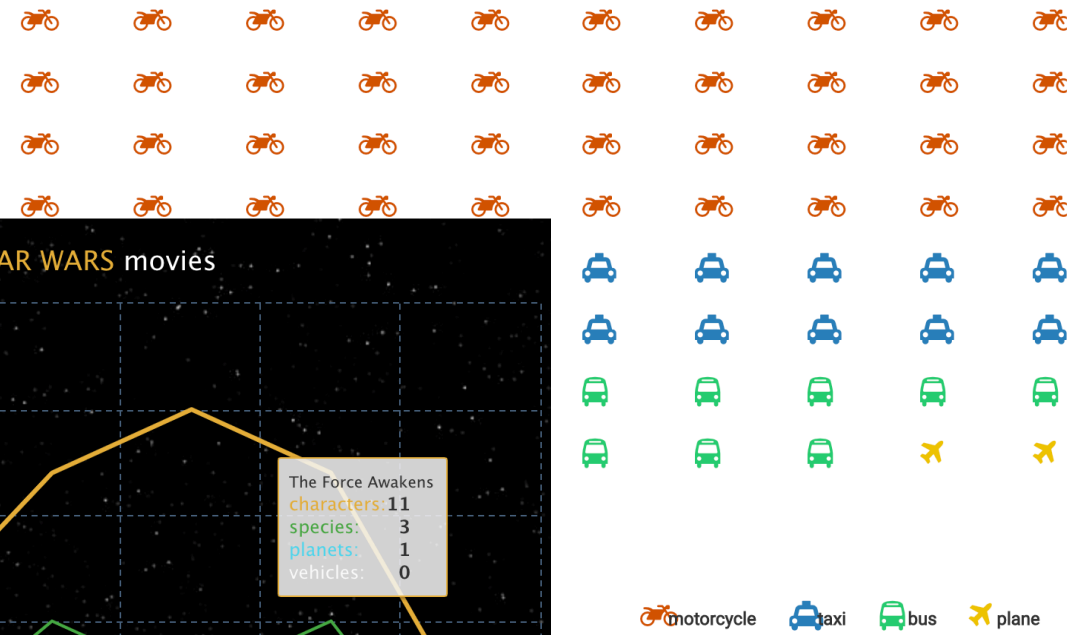 AR WARS movies
The Force Awakens
characters: 11
species: 3
planets: 1
vehicles: 0
motorcycle taxi bus plane